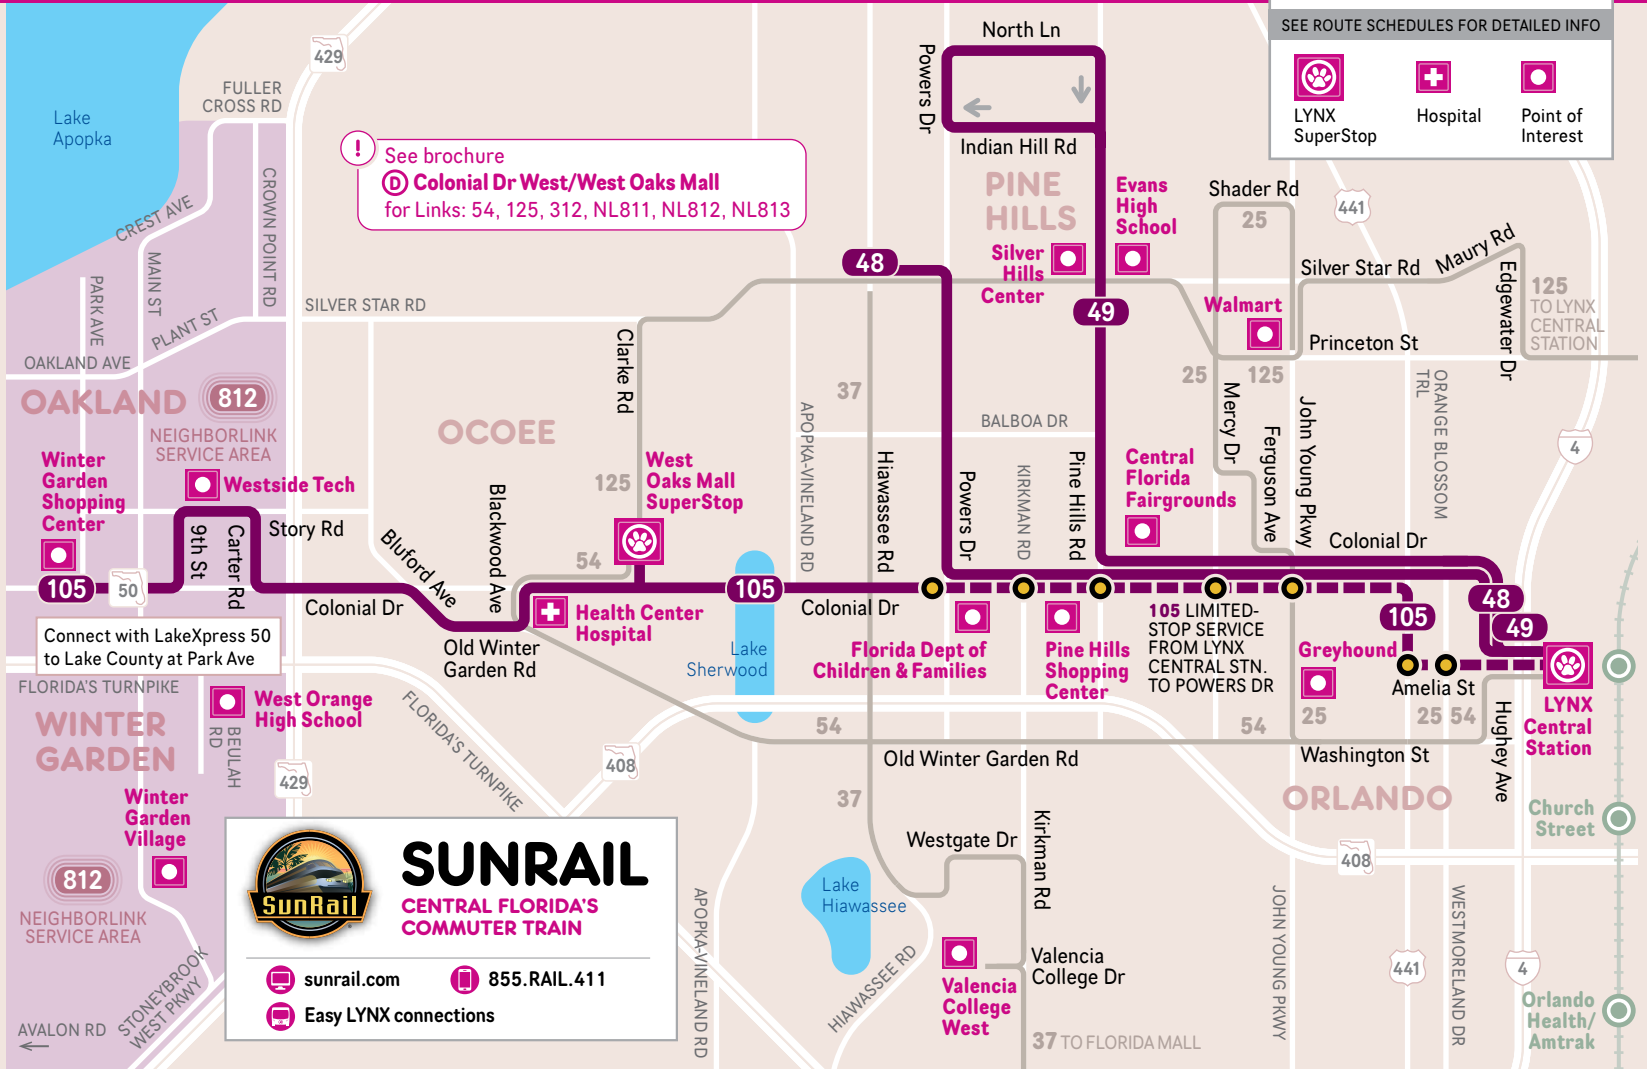 SEE ROUTE SCHEDULES FOR DETAILED INFO
LYNX
SuperStop
Hospital
Point of
Interest
North Ln
Powers Dr
Indian Hill Rd
429
FULLER
CROSS RD
Lake
Apopka
!
See brochure
D Colonial Dr West/West Oaks Mall
for Links: 54, 125, 312, NL811, NL812, NL813
PINE
HILLS
Evans
High
School
Silver
Hills
Center
Shader Rd
25
441
48
49
Silver Star Rd
Maury Rd
Edgewater Dr
125
TO LYNX
CENTRAL
STATION
Walmart
Princeton St
CREST AVE
CROWN POINT RD
MAIN ST
PARK AVE
PLANT ST
SILVER STAR RD
OAKLAND AVE
OAKLAND
812
NEIGHBORLINK
SERVICE AREA
OCOEE
Clarke Rd
37
25
125
Mercy Dr
Ferguson Ave
John Young Pkwy
ORANGE BLOSSOM
TRL
4
BALBOA DR
APOPKA-VINELAND RD
Hiawassee Rd
Powers Dr
KIRKMAN RD
Pine Hills Rd
Central
Florida
Fairgrounds
Winter
Garden
Shopping
Center
Westside Tech
West
Oaks Mall
SuperStop
125
54
Story Rd
9th St
Carter Rd
Bluford Ave
Blackwood Ave
Colonial Dr
105
50
Colonial Dr
105
Colonial Dr
Health Center
Hospital
Old Winter
Garden Rd
Lake
Sherwood
Connect with LakeXpress 50
to Lake County at Park Ave
Florida Dept of
Children & Families
Pine Hills
Shopping
Center
105 LIMITED-
STOP SERVICE
FROM LYNX
CENTRAL STN.
TO POWERS DR
105
48
49
Greyhound
Amelia St
LYNX
Central
Station
FLORIDA'S TURNPIKE
WINTER
GARDEN
West Orange
High School
BEULAH
RD
429
FLORIDA'S TURNPIKE
408
54
Old Winter Garden Rd
54
25
25 54
Washington St
Hughey Ave
ORLANDO
Church
Street
Winter
Garden
Village
812
NEIGHBORLINK
SERVICE AREA
STONEYBROOK
WEST PKWY
AVALON RD
SunRail
SUNRAIL
CENTRAL FLORIDA'S
COMMUTER TRAIN
sunrail.com
855.RAIL.411
Easy LYNX connections
APOPKA-VINELAND RD
37
Westgate Dr
Kirkman Rd
Lake
Hiawassee
HIAWASSEE RD
Valencia
College Dr
Valencia
College
West
37 TO FLORIDA MALL
408
JOHN YOUNG PKWY
441
WESTMORELAND DR
4
Orlando
Health/
Amtrak